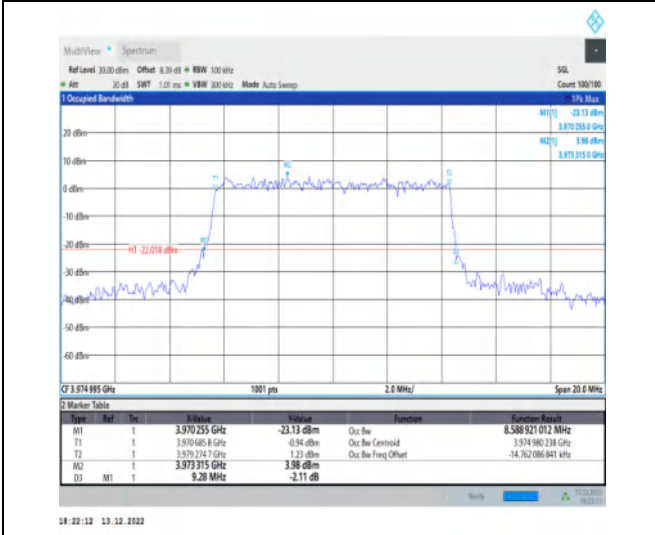 MultiView Spectrum
Ref Level 30.00 dBm Offset 8.39 dB RBW 100 kHz SGL
Att 30 dB SWT 1.01 ms VBW 300 kHz Mode Auto Sweep Count 100/100
1 Occupied Bandwidth 1Pk Max
M1[1] -23.13 dBm
3.970 255 0 GHz
20 dBm
M2[1] 3.98 dBm
3.973 315 0 GHz
10 dBm
M2
0 dBm
-10 dBm
-20 dBm
H1 -22.018 dBm
-30 dBm
-40 dBm
-50 dBm
-60 dBm
CF 3.974 995 GHz 1001 pts 2.0 MHz/ Span 20.0 MHz
2 Marker Table
Type Ref Trc X-Value Y-Value Function Function Result
M1 1 3.970 255 GHz -23.13 dBm Occ Bw 8.588 921 012 MHz
T1 1 3.970 685 8 GHz -0.94 dBm Occ Bw Centroid 3.974 980 238 GHz
T2 1 3.979 274 7 GHz 1.23 dBm Occ Bw Freq Offset -14.762 086 841 kHz
M2 1 3.973 315 GHz 3.98 dBm
D3 M1 1 9.28 MHz -2.11 dB
Ready 13.12.2022
18:22:12 13.12.2022